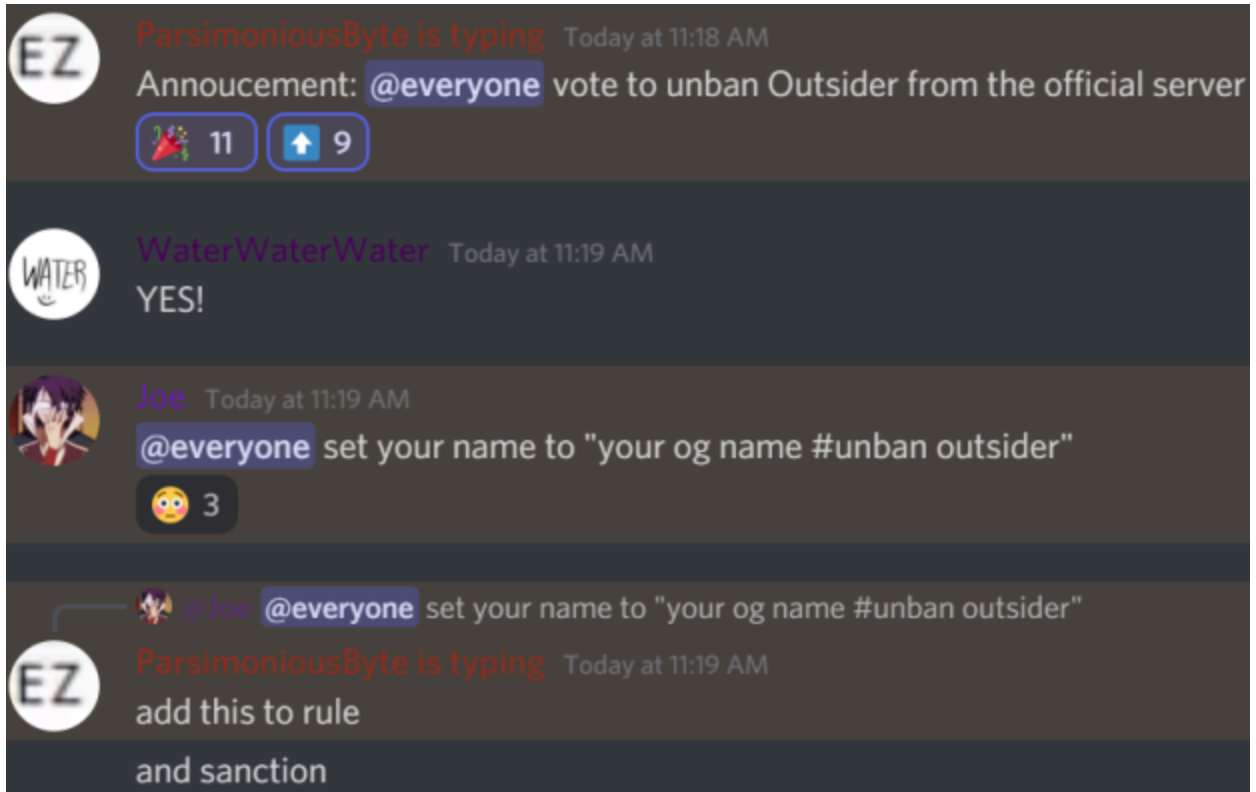 EZ
ParsimoniousByte is typing Today at 11:18 AM
Annoucement: @everyone vote to unban Outsider from the official server
11 9
WATER
WaterWaterWater Today at 11:19 AM
YES!
Joe Today at 11:19 AM
@everyone set your name to "your og name #unban outsider"
3
@Joe @everyone set your name to "your og name #unban outsider"
EZ
ParsimoniousByte is typing Today at 11:19 AM
add this to rule
and sanction